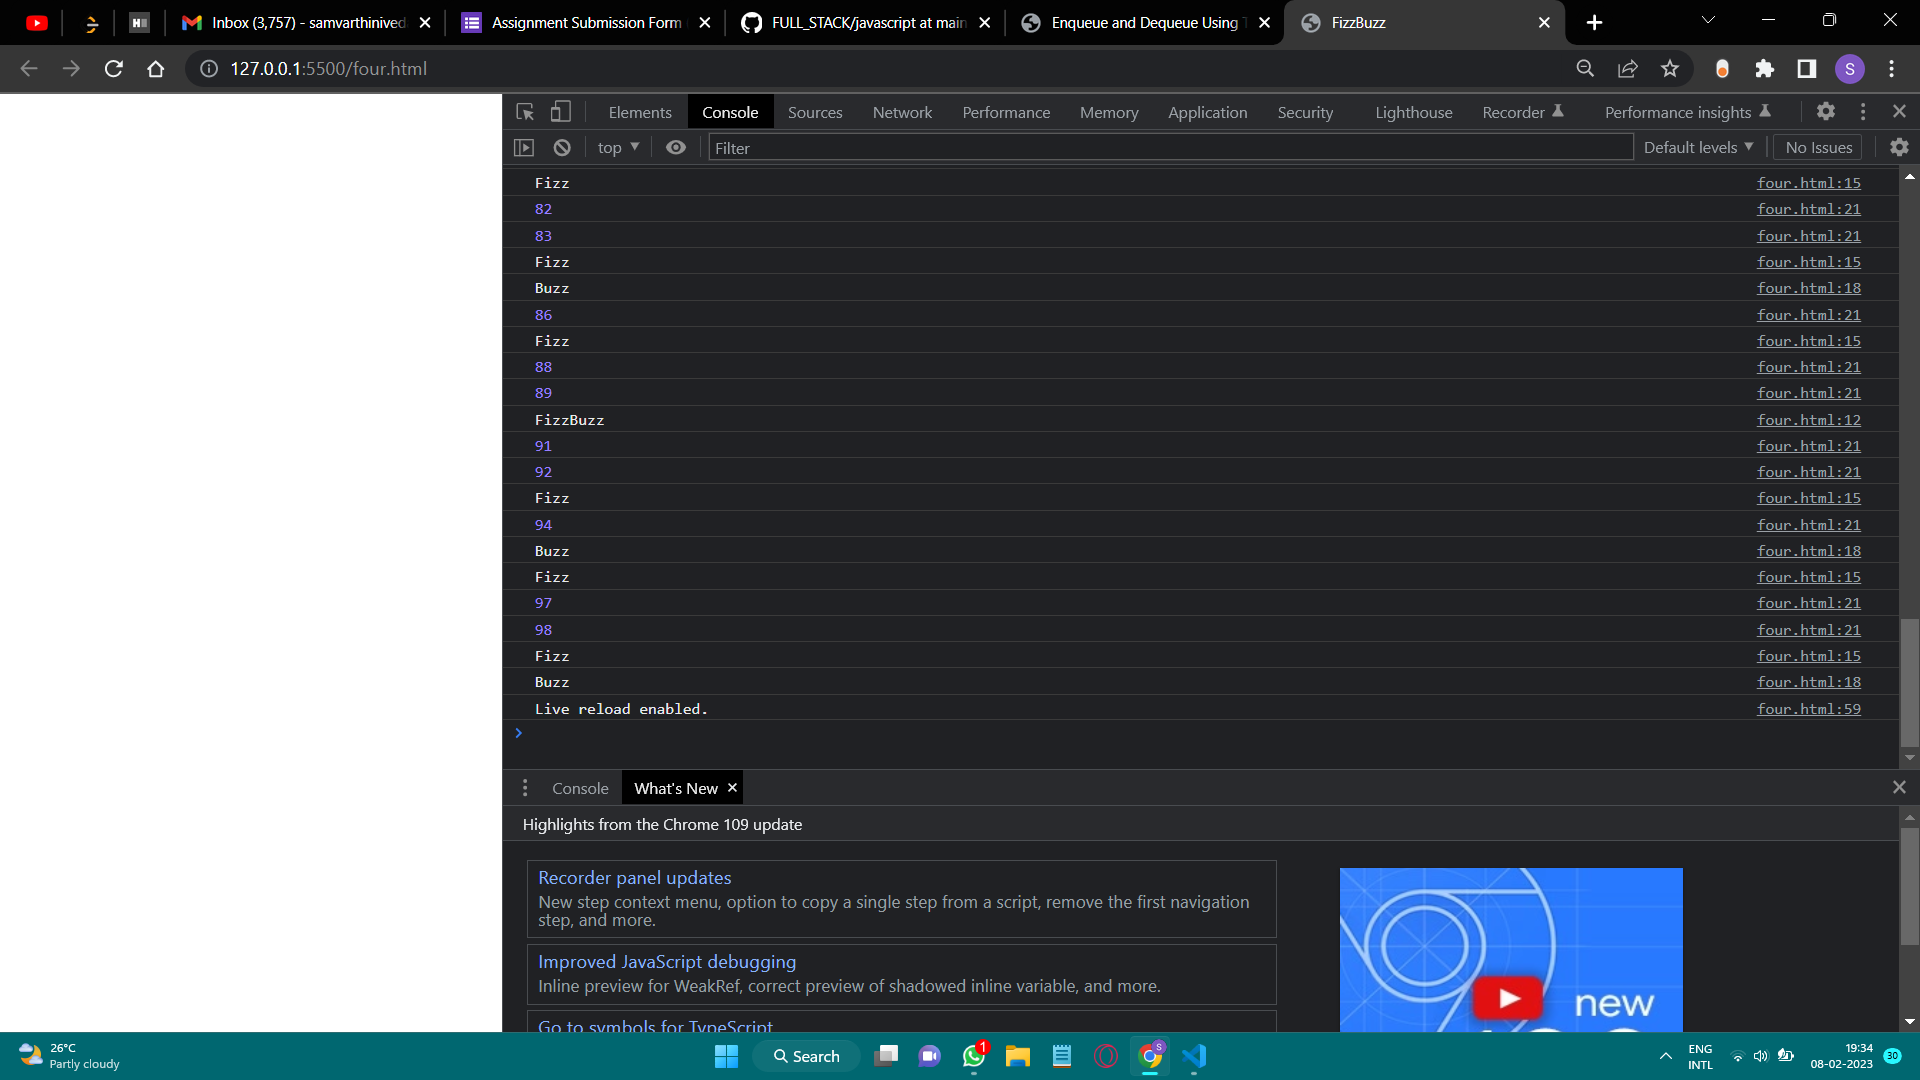 Inbox (3,757) - samvarthinived
Assignment Submission Form
FULL_STACK/javascript at main
Enqueue and Dequeue Using
FizzBuzz
127.0.0.1:5500/four.html
S
Elements Console Sources Network Performance Memory Application Security Lighthouse Recorder Performance insights
top Filter Default levels No Issues
Fizz four.html:15
82 four.html:21
83 four.html:21
Fizz four.html:15
Buzz four.html:18
86 four.html:21
Fizz four.html:15
88 four.html:21
89 four.html:21
FizzBuzz four.html:12
91 four.html:21
92 four.html:21
Fizz four.html:15
94 four.html:21
Buzz four.html:18
Fizz four.html:15
97 four.html:21
98 four.html:21
Fizz four.html:15
Buzz four.html:18
Live reload enabled. four.html:59
Console What's New
Highlights from the Chrome 109 update
Recorder panel updates
New step context menu, option to copy a single step from a script, remove the first navigation
step, and more.
Improved JavaScript debugging
Inline preview for WeakRef, correct preview of shadowed inline variable, and more.
Go to symbols for TypeScript
new
26°C
Partly cloudy
Search
1
S
ENG
INTL
19:34
08-02-2023
30